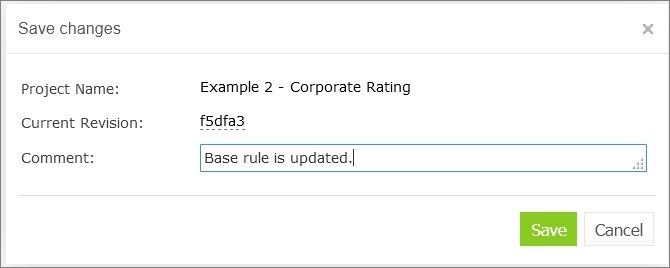 Save changes
Project Name: Example 2 - Corporate Rating
Current Revision: f5dfa3
Comment: Base rule is updated.
Save Cancel